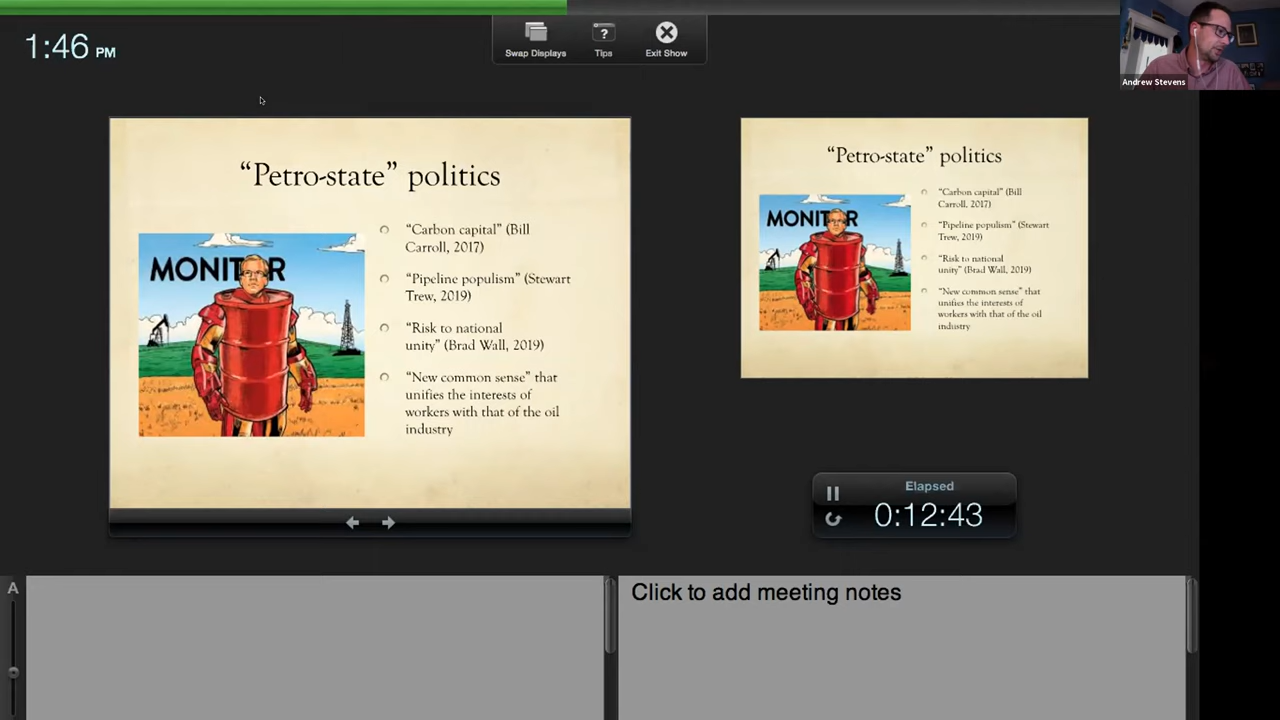 1:46 PM
Swap Displays
Tips
Exit Show
Andrew Stevens
“Petro-state” politics
MONITOR
“Carbon capital” (Bill
Carroll, 2017)
“Pipeline populism” (Stewart
Trew, 2019)
“Risk to national
unity” (Brad Wall, 2019)
“New common sense” that
unifies the interests of
workers with that of the oil
industry
“Petro-state” politics
MONITOR
“Carbon capital” (Bill
Carroll, 2017)
“Pipeline populism” (Stewart
Trew, 2019)
“Risk to national
unity” (Brad Wall, 2019)
“New common sense” that
unifies the interests of
workers with that of the oil
industry
Elapsed
0:12:43
A
Click to add meeting notes